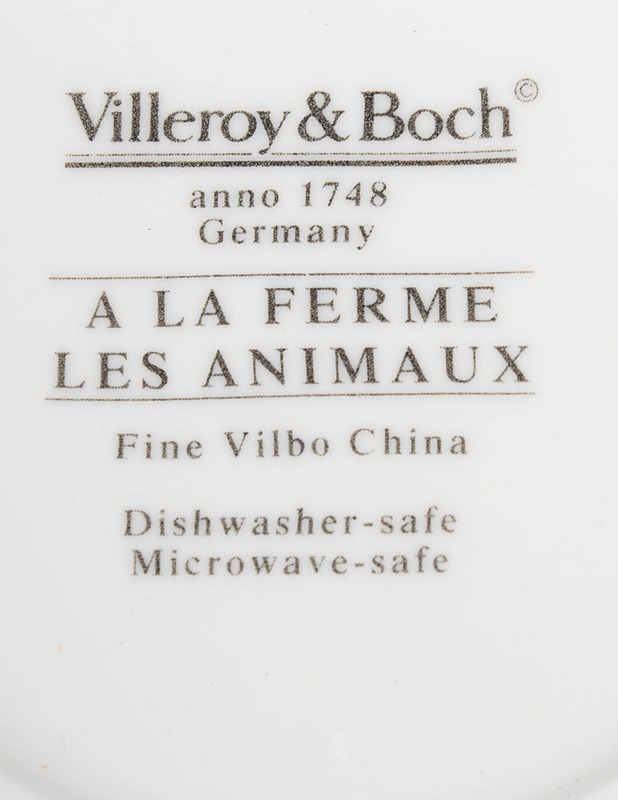 Villeroy & Boch©
anno 1748
Germany
A LA FERME
LES ANIMAUX
Fine Vilbo China
Dishwasher-safe
Microwave-safe